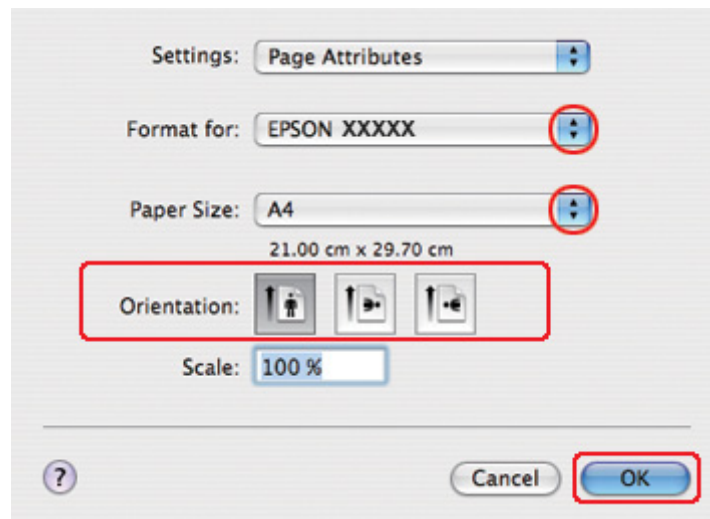 Settings: Page Attributes
Format for: EPSON XXXXX
Paper Size: A4
21.00 cm x 29.70 cm
Orientation:
Scale: 100 %
? Cancel OK